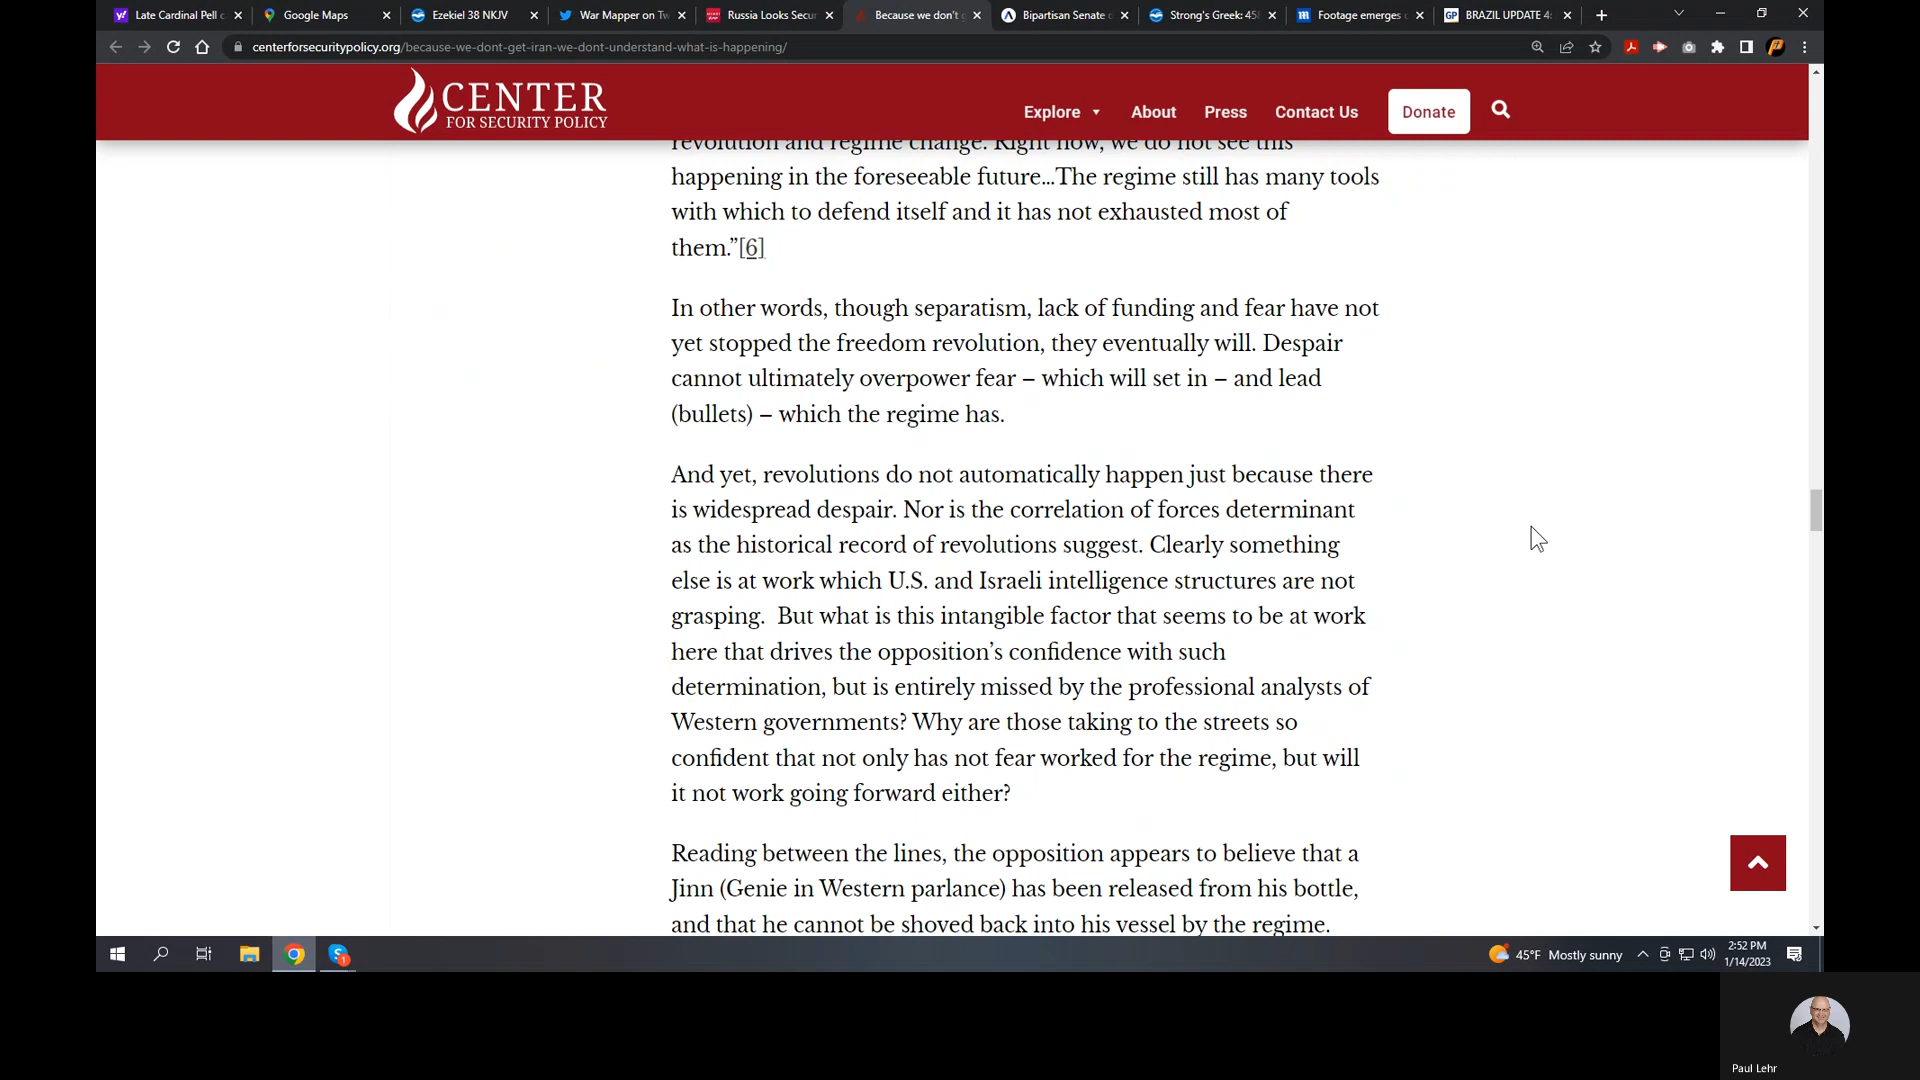 Late Cardinal Pell c
Google Maps
Ezekiel 38 NKJV
War Mapper on Tw
Russia Looks Secur
Because we don't g
Bipartisan Senate d
Strong's Greek: 458
Footage emerges o
BRAZIL UPDATE 4:
centerforsecuritypolicy.org/because-we-dont-get-iran-we-dont-understand-what-is-happening/
CENTER
FOR SECURITY POLICY
Explore
About
Press
Contact Us
Donate
revolution and regime change. Right now, we do not see this
happening in the foreseeable future…The regime still has many tools
with which to defend itself and it has not exhausted most of
them.”[6]
In other words, though separatism, lack of funding and fear have not
yet stopped the freedom revolution, they eventually will. Despair
cannot ultimately overpower fear – which will set in – and lead
(bullets) – which the regime has.
And yet, revolutions do not automatically happen just because there
is widespread despair. Nor is the correlation of forces determinant
as the historical record of revolutions suggest. Clearly something
else is at work which U.S. and Israeli intelligence structures are not
grasping.  But what is this intangible factor that seems to be at work
here that drives the opposition’s confidence with such
determination, but is entirely missed by the professional analysts of
Western governments? Why are those taking to the streets so
confident that not only has not fear worked for the regime, but will
it not work going forward either?
Reading between the lines, the opposition appears to believe that a
Jinn (Genie in Western parlance) has been released from his bottle,
and that he cannot be shoved back into his vessel by the regime.
45°F Mostly sunny
2:52 PM
1/14/2023
Paul Lehr